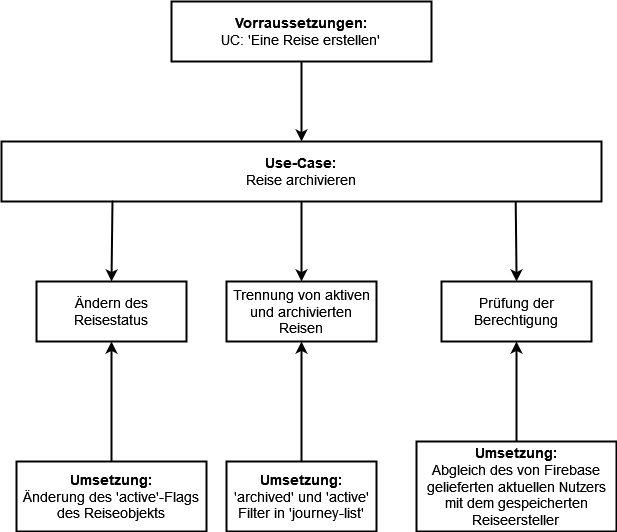 Vorraussetzungen:
UC: 'Eine Reise erstellen'
Use-Case:
Reise archivieren
Ändern des
Reisestatus
Trennung von aktiven
und archivierten
Reisen
Prüfung der
Berechtigung
Umsetzung:
Änderung des 'active'-Flags
des Reiseobjekts
Umsetzung:
'archived' und 'active'
Filter in 'journey-list'
Umsetzung:
Abgleich des von Firebase
gelieferten aktuellen Nutzers
mit dem gespeicherten
Reiseersteller